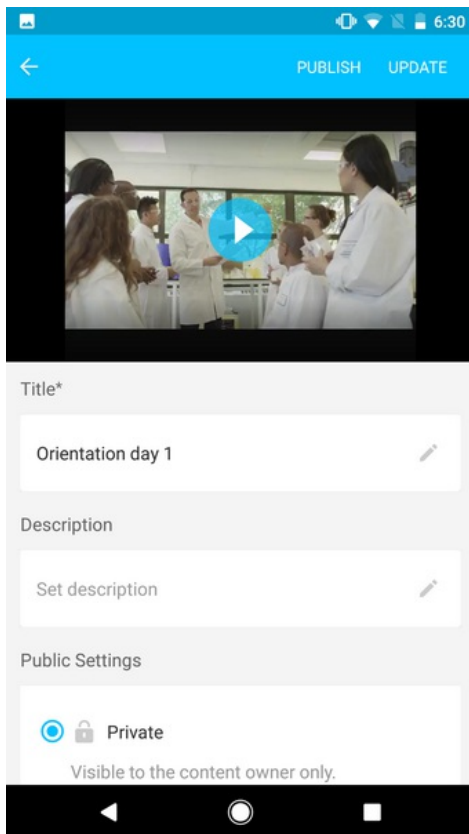 6:30
PUBLISH UPDATE
Title*
Orientation day 1
Description
Set description
Public Settings
Private
Visible to the content owner only.